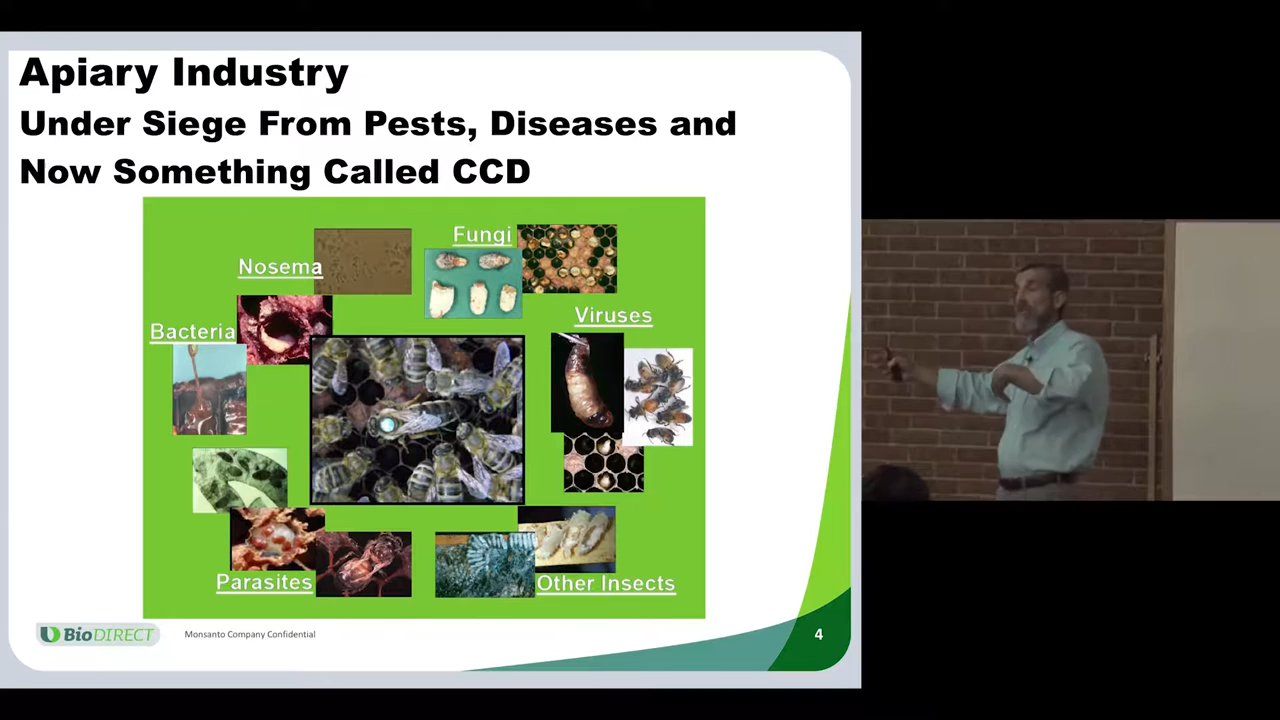 Apiary Industry
Under Siege From Pests, Diseases and
Now Something Called CCD
Fungi
Nosema
Viruses
Bacteria
Parasites
Other Insects
BioDIRECT
Monsanto Company Confidential
4